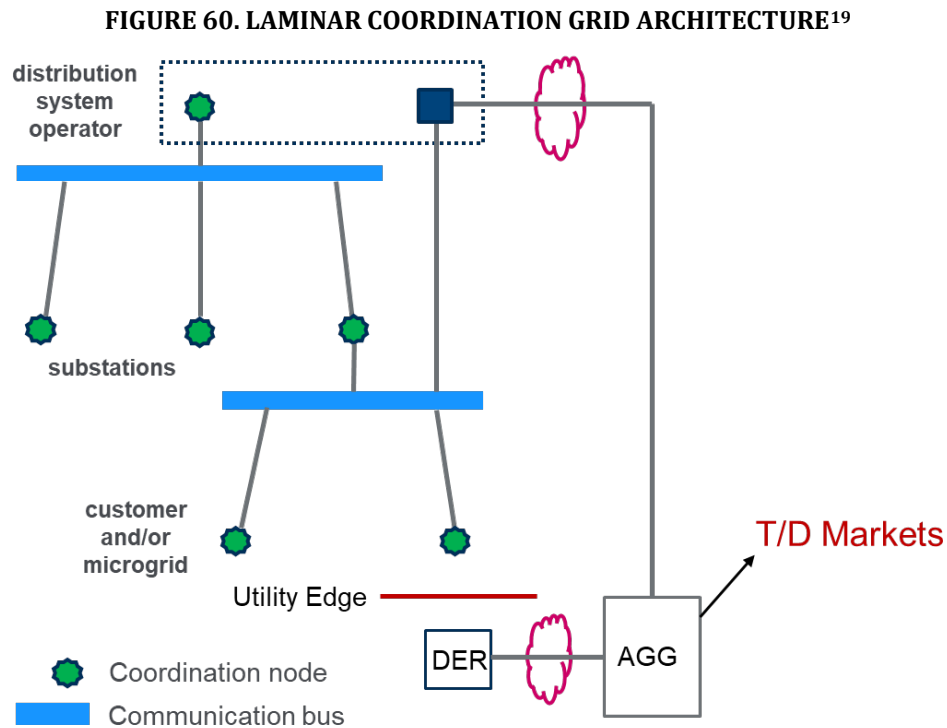 FIGURE 60. LAMINAR COORDINATION GRID ARCHITECTURE¹⁹
distribution
system
operator
substations
customer
and/or
microgrid
T/D Markets
Utility Edge
DER
AGG
Coordination node
Communication bus